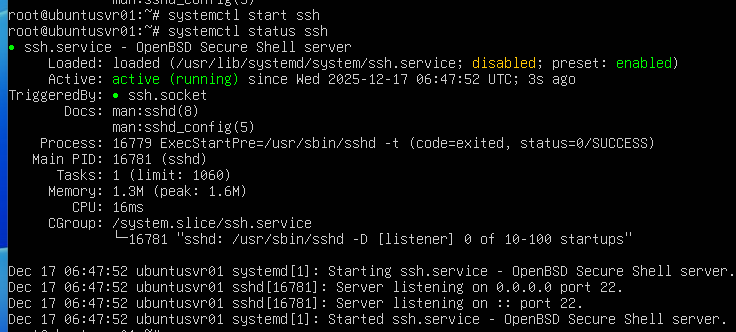 man:sshd_config(5)
root@ubuntusvr01:~# systemctl start ssh
root@ubuntusvr01:~# systemctl status ssh
● ssh.service - OpenBSD Secure Shell server
Loaded: loaded (/usr/lib/systemd/system/ssh.service; disabled; preset: enabled)
Active: active (running) since Wed 2025-12-17 06:47:52 UTC; 3s ago
TriggeredBy: ● ssh.socket
Docs: man:sshd(8)
man:sshd_config(5)
Process: 16779 ExecStartPre=/usr/sbin/sshd -t (code=exited, status=0/SUCCESS)
Main PID: 16781 (sshd)
Tasks: 1 (limit: 1060)
Memory: 1.3M (peak: 1.6M)
CPU: 16ms
CGroup: /system.slice/ssh.service
└─16781 "sshd: /usr/sbin/sshd -D [listener] 0 of 10-100 startups"
Dec 17 06:47:52 ubuntusvr01 systemd[1]: Starting ssh.service - OpenBSD Secure Shell server.
Dec 17 06:47:52 ubuntusvr01 sshd[16781]: Server listening on 0.0.0.0 port 22.
Dec 17 06:47:52 ubuntusvr01 sshd[16781]: Server listening on :: port 22.
Dec 17 06:47:52 ubuntusvr01 systemd[1]: Started ssh.service - OpenBSD Secure Shell server.
root@ubuntusvr01:~#